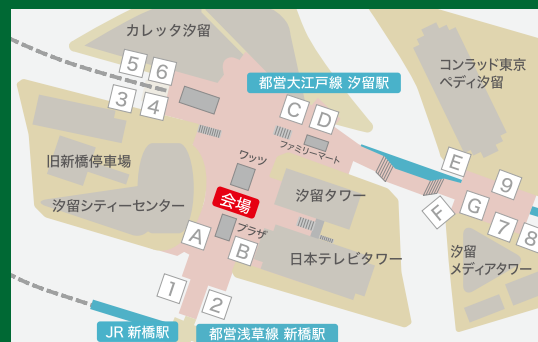 カレッタ汐留
5
6
3
4
都営大江戸線 汐留駅
C
D
ファミリーマート
コンラッド東京
ペディ汐留
旧新橋停車場
ワッツ
E
9
汐留シティーセンター
会場
汐留タワー
F
G
7
8
プラザ
A
B
日本テレビタワー
汐留
メディアタワー
1
2
JR 新橋駅
都営浅草線 新橋駅